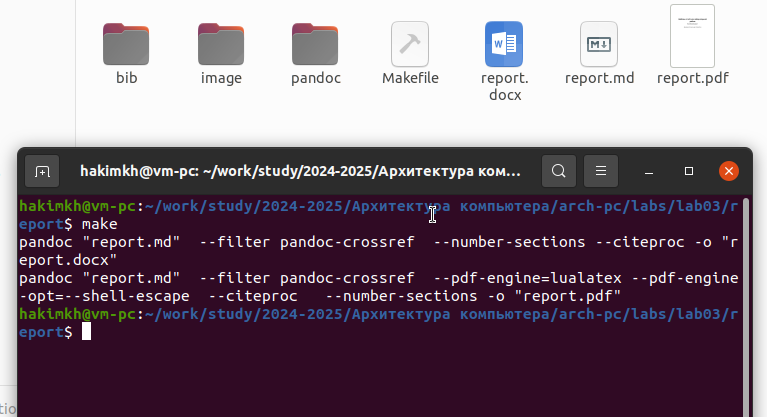 bib
image
pandoc
Makefile
report.
docx
report.md
report.pdf
hakimkh@vm-pc: ~/work/study/2024-2025/Архитектура ком...
hakimkh@vm-pc:~/work/study/2024-2025/Архитектура компьютера/arch-pc/labs/lab03/r
eport$ make
pandoc "report.md"  --filter pandoc-crossref  --number-sections --citeproc -o "r
eport.docx"
pandoc "report.md"  --filter pandoc-crossref  --pdf-engine=lualatex --pdf-engine
-opt=--shell-escape  --citeproc   --number-sections -o "report.pdf"
hakimkh@vm-pc:~/work/study/2024-2025/Архитектура компьютера/arch-pc/labs/lab03/r
eport$